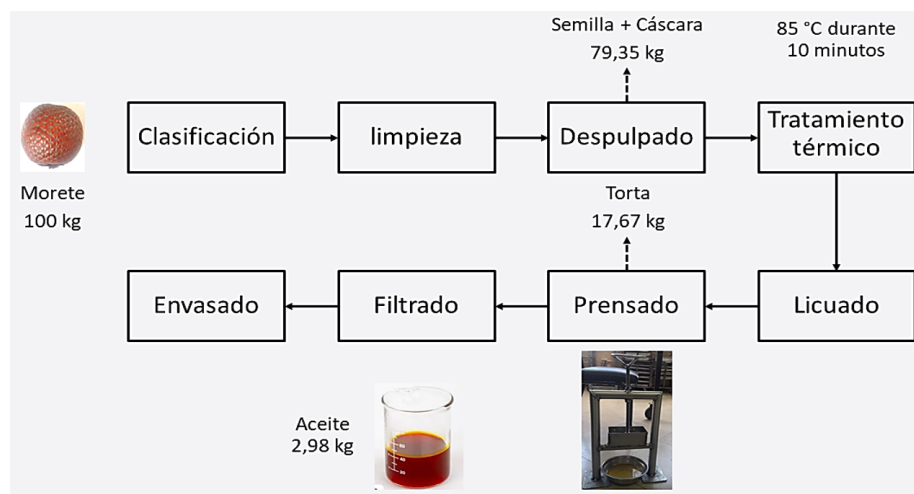 Semilla + Cáscara
79,35 kg
85 °C durante
10 minutos
Clasificación
limpieza
Despulpado
Tratamiento
térmico
Morete
100 kg
Torta
17,67 kg
Envasado
Filtrado
Prensado
Licuado
Aceite
2,98 kg